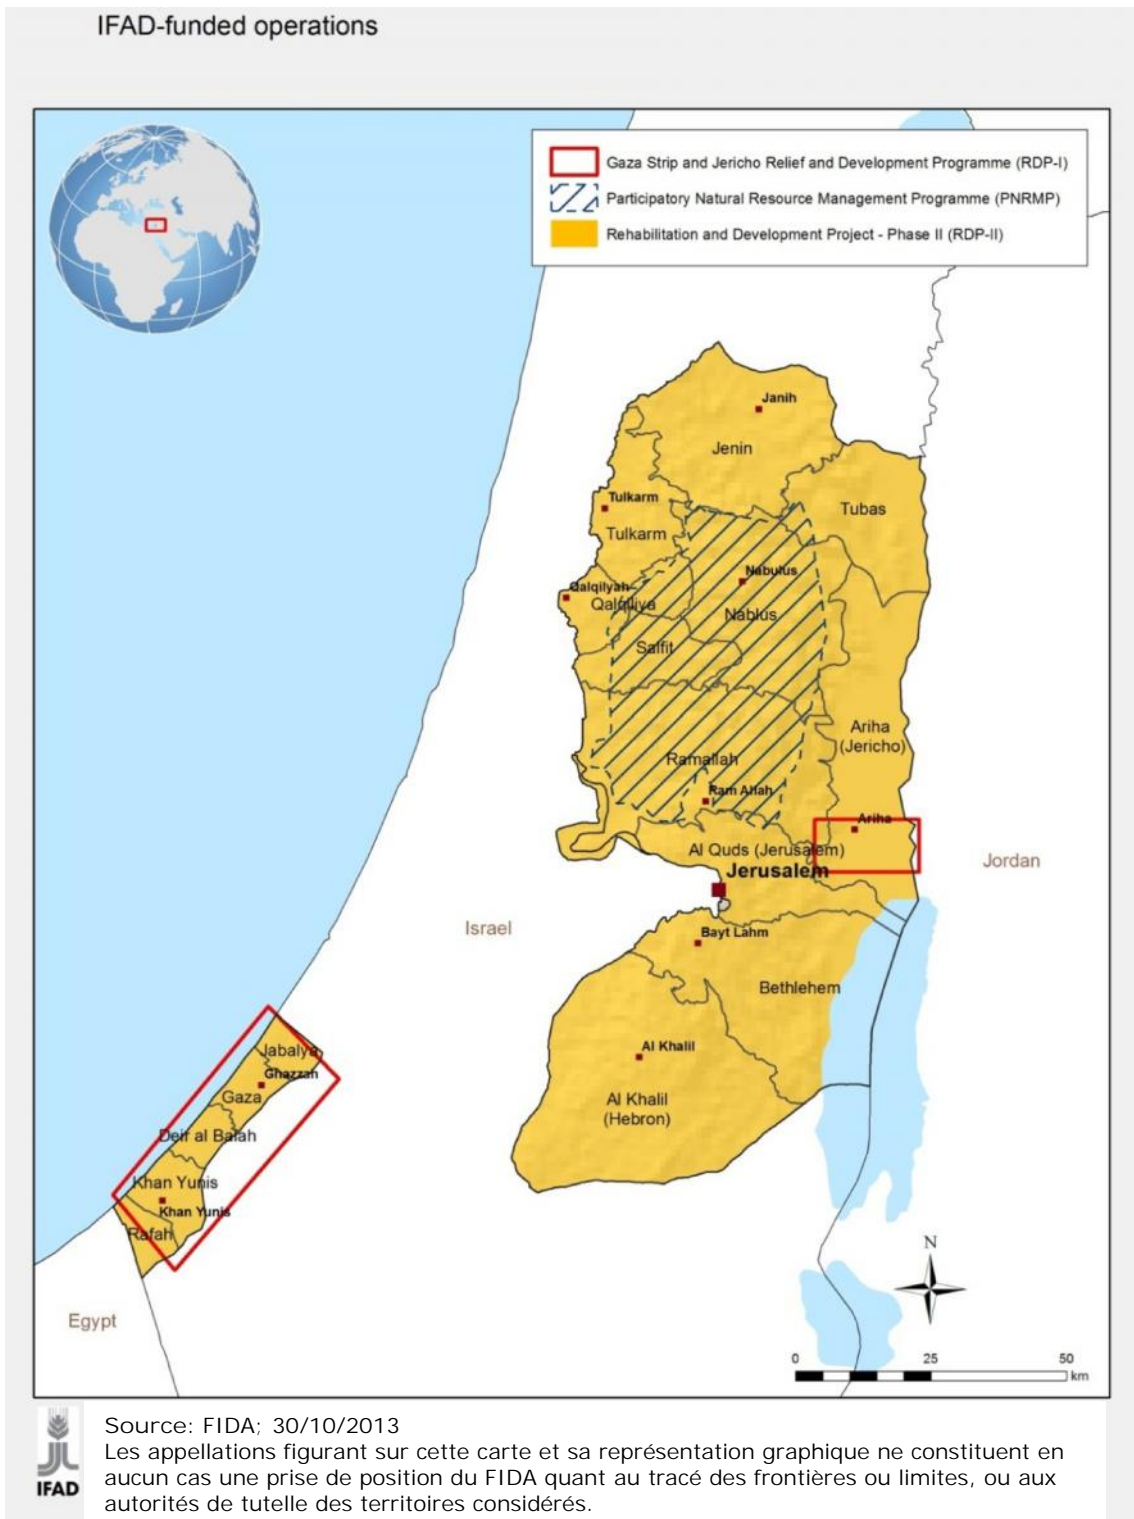 IFAD-funded operations
Gaza Strip and Jericho Relief and Development Programme (RDP-I)
Participatory Natural Resource Management Programme (PNRMP)
Rehabilitation and Development Project - Phase II (RDP-II)
Janih
Jenin
Tulkarm
Tubas
Tulkarm
Nabulus
Qalqilyah
Qalqiliya
Nablus
Salfit
Ariha
(Jericho)
Ramallah
Ram Allah
Ariha
Al Quds (Jerusalem)
Jordan
Jerusalem
Israel
Bayt Lahm
Bethlehem
Al Khalil
Jabalya
Ghazzah
Gaza
Al Khalil
(Hebron)
Deir al Balah
Khan Yunis
Khan Yunis
Rafah
N
Egypt
0 25 50
km
IFAD
Source: FIDA; 30/10/2013
Les appellations figurant sur cette carte et sa représentation graphique ne constituent en
aucun cas une prise de position du FIDA quant au tracé des frontières ou limites, ou aux
autorités de tutelle des territoires considérés.